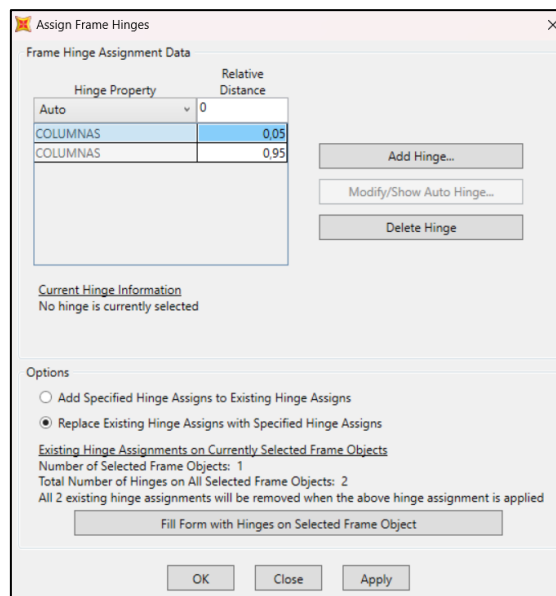 Assign Frame Hinges
Frame Hinge Assignment Data
Hinge Property
Relative Distance
Auto 0
COLUMNAS 0,05
COLUMNAS 0,95
Add Hinge...
Modify/Show Auto Hinge...
Delete Hinge
Current Hinge Information
No hinge is currently selected
Options
Add Specified Hinge Assigns to Existing Hinge Assigns
Replace Existing Hinge Assigns with Specified Hinge Assigns
Existing Hinge Assignments on Currently Selected Frame Objects
Number of Selected Frame Objects: 1
Total Number of Hinges on All Selected Frame Objects: 2
All 2 existing hinge assignments will be removed when the above hinge assignment is applied
Fill Form with Hinges on Selected Frame Object
OK Close Apply